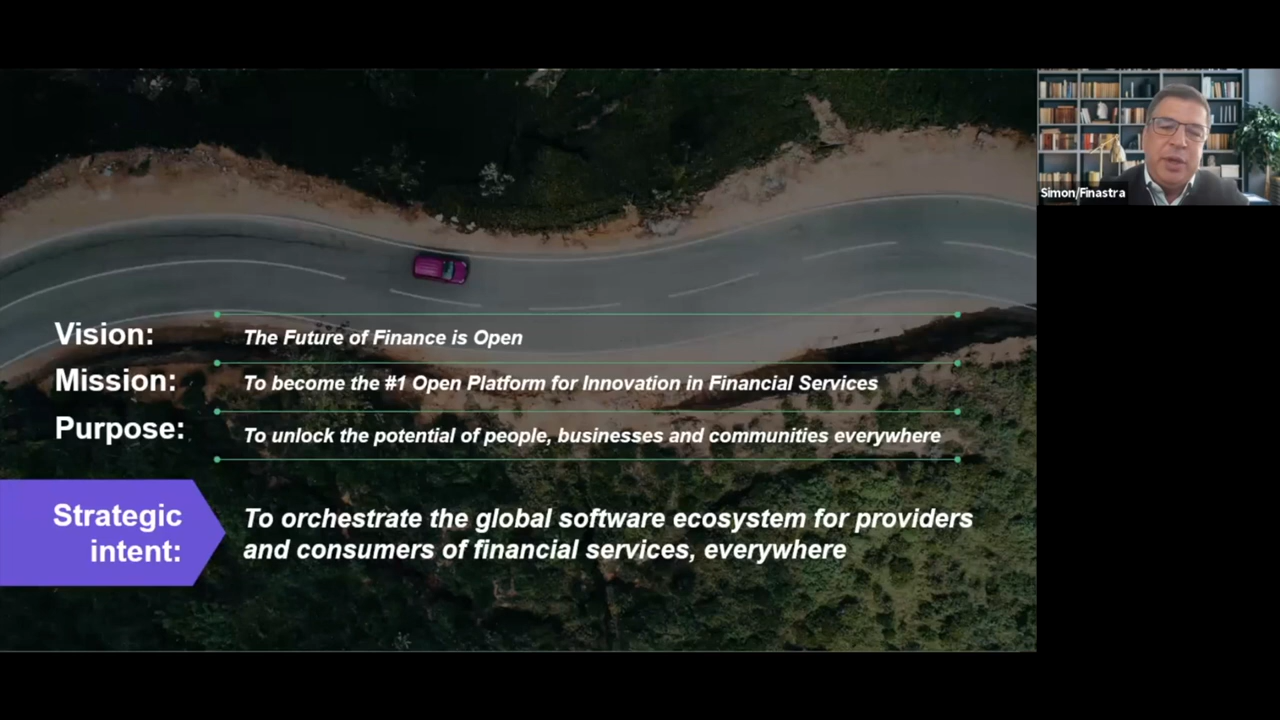 Simon/Finastra
Vision:
The Future of Finance is Open
Mission:
To become the #1 Open Platform for Innovation in Financial Services
Purpose:
To unlock the potential of people, businesses and communities everywhere
Strategic
intent:
To orchestrate the global software ecosystem for providers
and consumers of financial services, everywhere